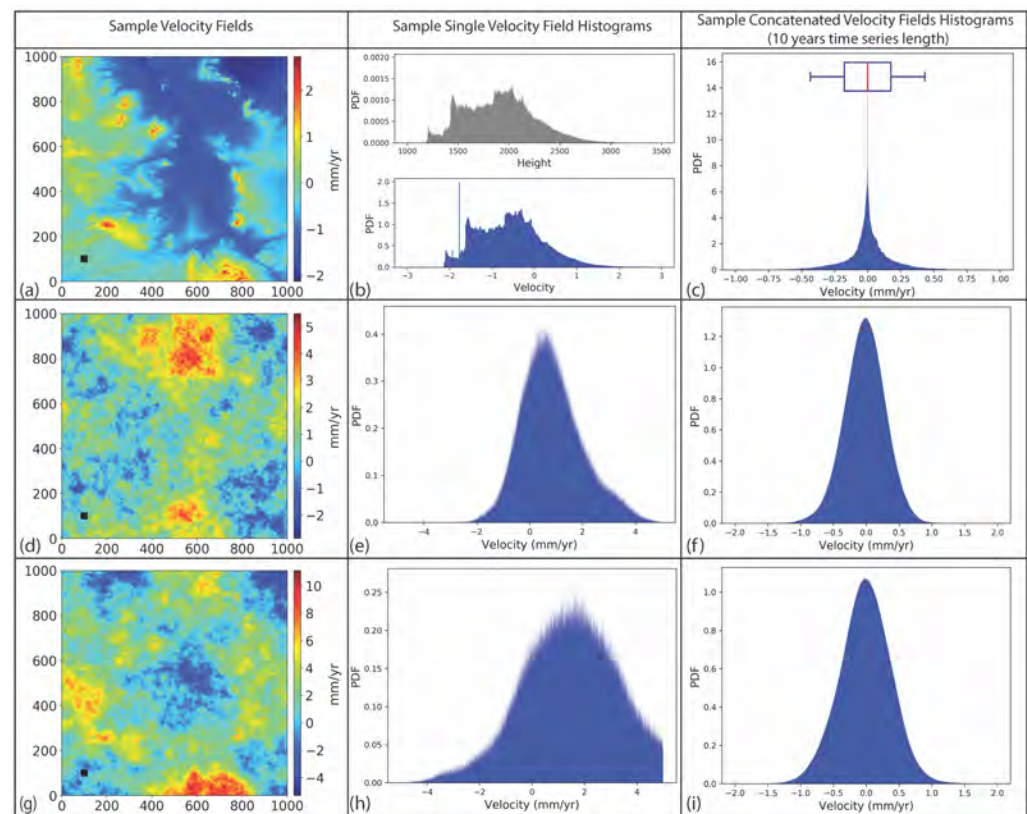 Sample Velocity Fields
Sample Single Velocity Field Histograms
Sample Concatenated Velocity Fields Histograms
(10 years time series length)
1000
800
600
400
200
0
0 200 400 600 800 1000
2
1
0
−1
−2
mm/yr
(a)
0.0020
0.0015
0.0010
0.0005
0.0000
PDF
1000 1500 2000 2500 3000 3500
Height
2.0
1.5
1.0
0.5
0.0
PDF
−3 −2 −1 0 1 2 3
Velocity
(b)
16
14
12
10
8
6
4
2
0
PDF
−1.00 −0.75 −0.50 −0.25 0.00 0.25 0.50 0.75 1.00
Velocity (mm/yr)
(c)
1000
800
600
400
200
0
0 200 400 600 800 1000
5
4
3
2
1
0
−1
−2
mm/yr
(d)
0.4
0.3
0.2
0.1
0.0
PDF
−4 −2 0 2 4
Velocity (mm/yr)
(e)
1.2
1.0
0.8
0.6
0.4
0.2
0.0
PDF
−2.0 −1.5 −1.0 −0.5 0.0 0.5 1.0 1.5 2.0
Velocity (mm/yr)
(f)
1000
800
600
400
200
0
0 200 400 600 800 1000
10
8
6
4
2
0
−2
−4
mm/yr
(g)
0.25
0.20
0.15
0.10
0.05
0.00
PDF
−4 −2 0 2 4
Velocity (mm/yr)
(h)
1.0
0.8
0.6
0.4
0.2
0.0
PDF
−2.0 −1.5 −1.0 −0.5 0.0 0.5 1.0 1.5 2.0
Velocity (mm/yr)
(i)